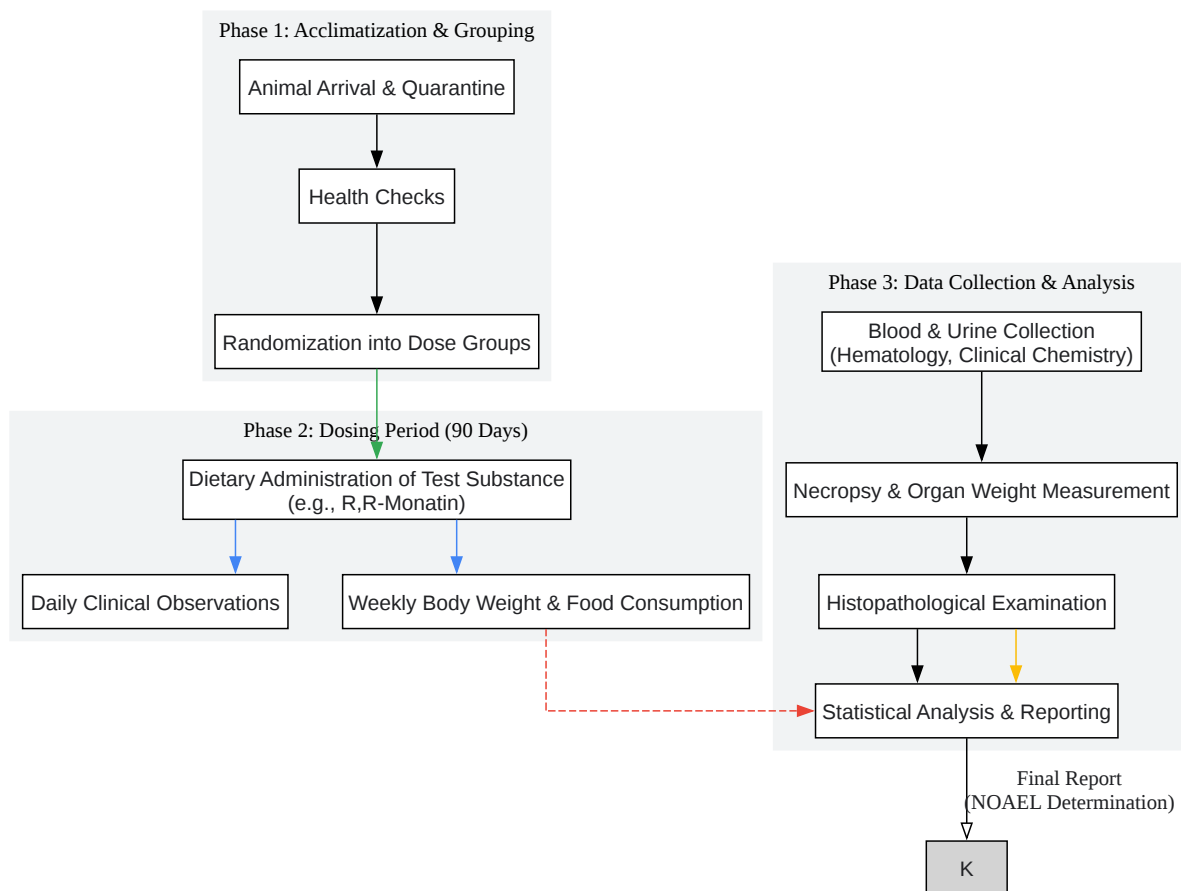 Phase 1: Acclimatization & Grouping
Animal Arrival & Quarantine
Health Checks
Randomization into Dose Groups
Phase 2: Dosing Period (90 Days)
Dietary Administration of Test Substance
(e.g., R,R-Monatin)
Daily Clinical Observations
Weekly Body Weight & Food Consumption
Phase 3: Data Collection & Analysis
Blood & Urine Collection
(Hematology, Clinical Chemistry)
Necropsy & Organ Weight Measurement
Histopathological Examination
Statistical Analysis & Reporting
Final Report
(NOAEL Determination)
K